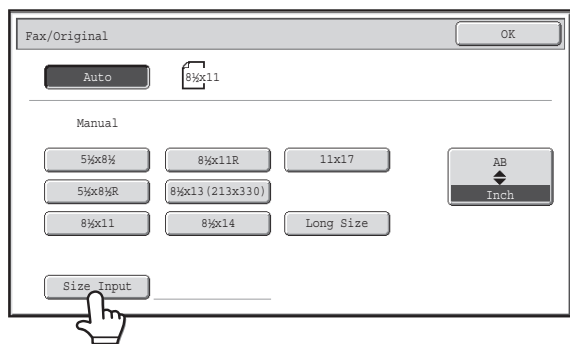 Fax/Original
OK
Auto
8½x11
Manual
5½x8½
8½x11R
11x17
5½x8½R
8½x13(213x330)
8½x11
8½x14
Long Size
AB
Inch
Size Input